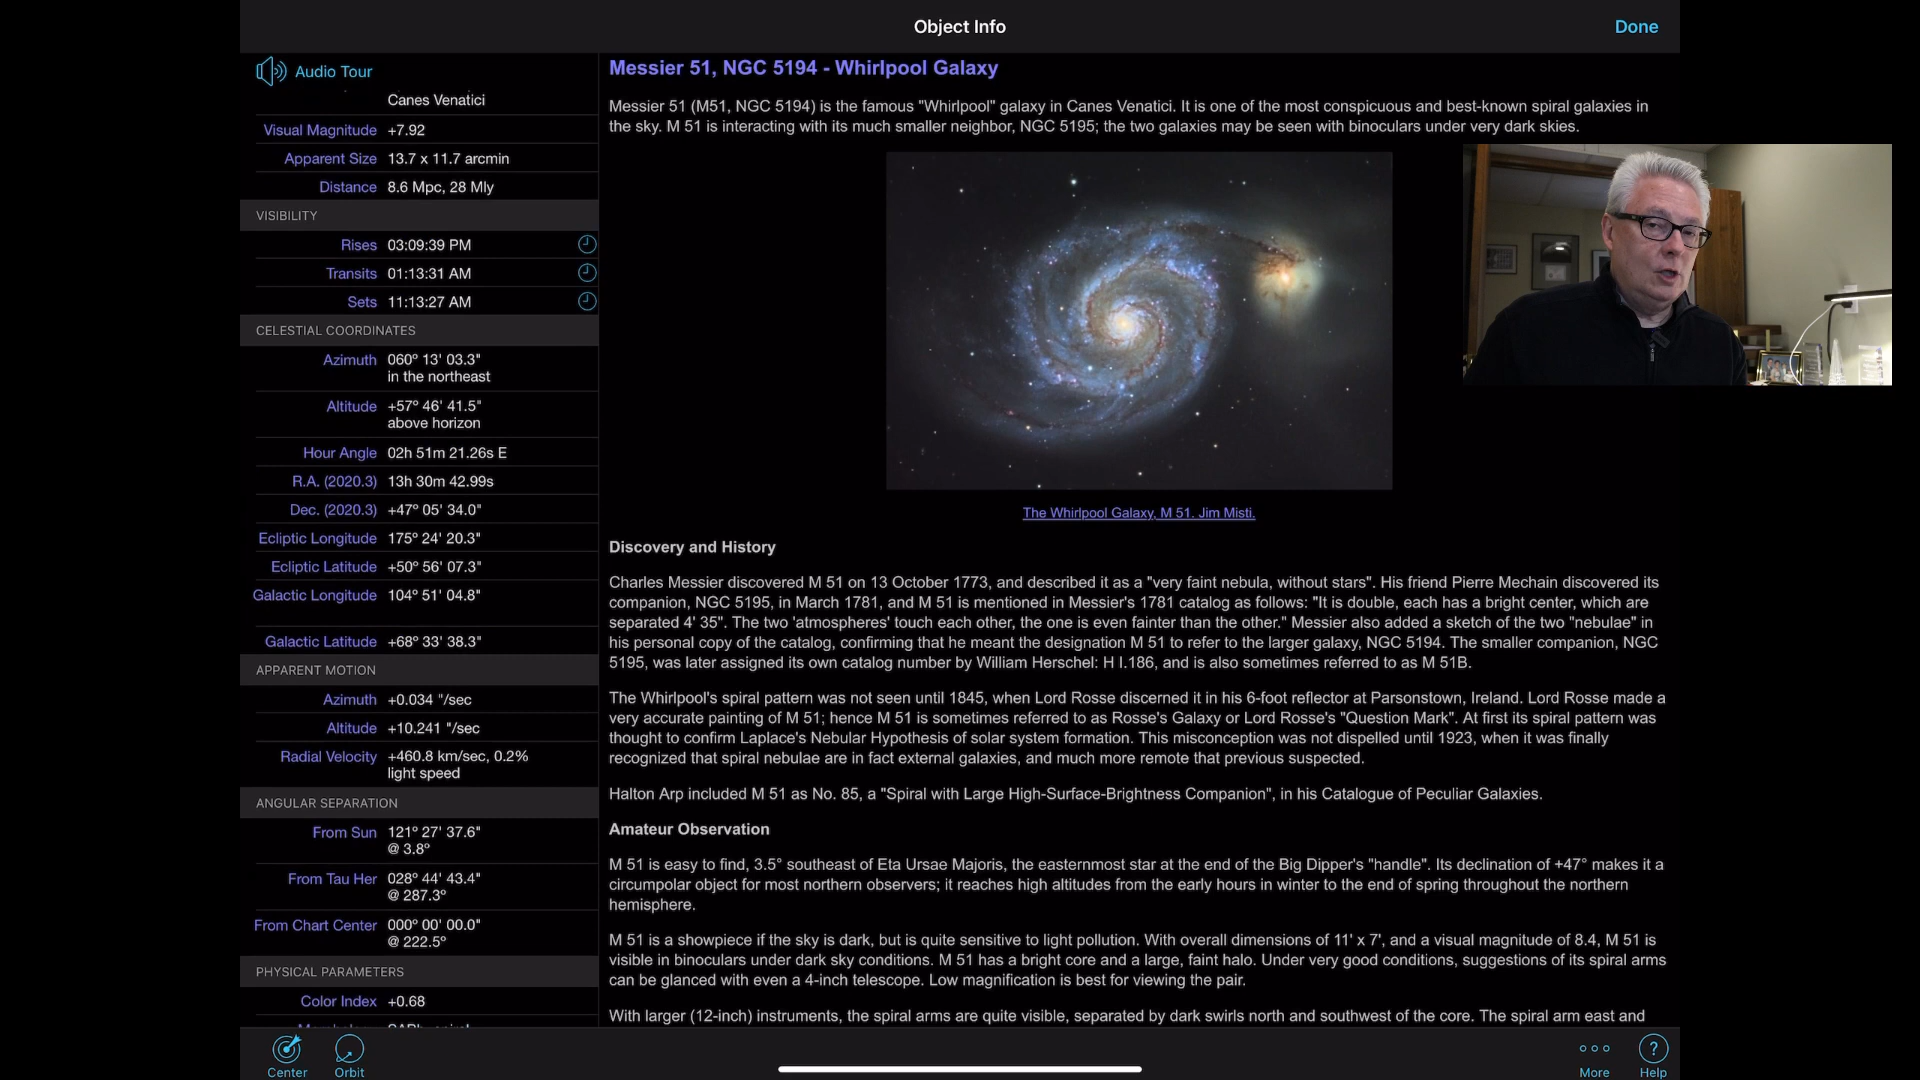 Object Info
Done
Audio Tour
Canes Venatici
Visual Magnitude +7.92
Apparent Size 13.7 x 11.7 arcmin
Distance 8.6 Mpc, 28 Mly
VISIBILITY
Rises 03:09:39 PM
Transits 01:13:31 AM
Sets 11:13:27 AM
CELESTIAL COORDINATES
Azimuth 060º 13' 03.3"
in the northeast
Altitude +57º 46' 41.5"
above horizon
Hour Angle 02h 51m 21.26s E
R.A. (2020.3) 13h 30m 42.99s
Dec. (2020.3) +47º 05' 34.0"
Ecliptic Longitude 175º 24' 20.3"
Ecliptic Latitude +50º 56' 07.3"
Galactic Longitude 104º 51' 04.8"
Galactic Latitude +68º 33' 38.3"
APPARENT MOTION
Azimuth +0.034 "/sec
Altitude +10.241 "/sec
Radial Velocity +460.8 km/sec, 0.2%
light speed
ANGULAR SEPARATION
From Sun 121º 27' 37.6"
@ 3.8º
From Tau Her 028º 44' 43.4"
@ 287.3º
From Chart Center 000º 00' 00.0"
@ 222.5º
PHYSICAL PARAMETERS
Color Index +0.68
Messier 51, NGC 5194 - Whirlpool Galaxy
Messier 51 (M51, NGC 5194) is the famous "Whirlpool" galaxy in Canes Venatici. It is one of the most conspicuous and best-known spiral galaxies in
the sky. M 51 is interacting with its much smaller neighbor, NGC 5195; the two galaxies may be seen with binoculars under very dark skies.
The Whirlpool Galaxy, M 51. Jim Misti.
Discovery and History
Charles Messier discovered M 51 on 13 October 1773, and described it as a "very faint nebula, without stars". His friend Pierre Mechain discovered its
companion, NGC 5195, in March 1781, and M 51 is mentioned in Messier's 1781 catalog as follows: "It is double, each has a bright center, which are
separated 4' 35". The two 'atmospheres' touch each other, the one is even fainter than the other." Messier also added a sketch of the two "nebulae" in
his personal copy of the catalog, confirming that he meant the designation M 51 to refer to the larger galaxy, NGC 5194. The smaller companion, NGC
5195, was later assigned its own catalog number by William Herschel: H I.186, and is also sometimes referred to as M 51B.
The Whirlpool's spiral pattern was not seen until 1845, when Lord Rosse discerned it in his 6-foot reflector at Parsonstown, Ireland. Lord Rosse made a
very accurate painting of M 51; hence M 51 is sometimes referred to as Rosse's Galaxy or Lord Rosse's "Question Mark". At first its spiral pattern was
thought to confirm Laplace's Nebular Hypothesis of solar system formation. This misconception was not dispelled until 1923, when it was finally
recognized that spiral nebulae are in fact external galaxies, and much more remote that previous suspected.
Halton Arp included M 51 as No. 85, a "Spiral with Large High-Surface-Brightness Companion", in his Catalogue of Peculiar Galaxies.
Amateur Observation
M 51 is easy to find, 3.5° southeast of Eta Ursae Majoris, the easternmost star at the end of the Big Dipper's "handle". Its declination of +47° makes it a
circumpolar object for most northern observers; it reaches high altitudes from the early hours in winter to the end of spring throughout the northern
hemisphere.
M 51 is a showpiece if the sky is dark, but is quite sensitive to light pollution. With overall dimensions of 11' x 7', and a visual magnitude of 8.4, M 51 is
visible in binoculars under dark sky conditions. M 51 has a bright core and a large, faint halo. Under very good conditions, suggestions of its spiral arms
can be glanced with even a 4-inch telescope. Low magnification is best for viewing the pair.
With larger (12-inch) instruments, the spiral arms are quite visible, separated by dark swirls north and southwest of the core. The spiral arm east and
Center
Orbit
More
?
Help